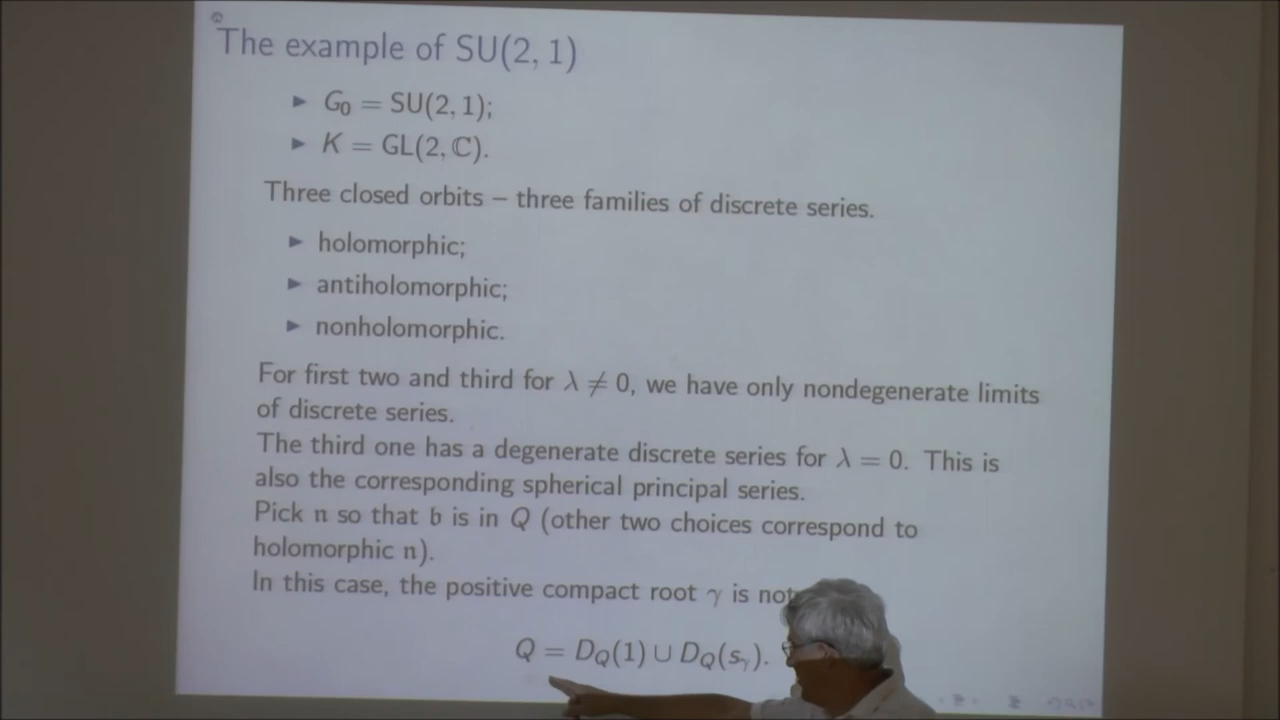 The example of SU(2, 1)
▶ G₀ = SU(2, 1);
▶ K = GL(2, ℂ).
Three closed orbits – three families of discrete series.
▶ holomorphic;
▶ antiholomorphic;
▶ nonholomorphic.
For first two and third for λ ≠ 0, we have only nondegenerate limits
of discrete series.
The third one has a degenerate discrete series for λ = 0. This is
also the corresponding spherical principal series.
Pick n so that b is in Q (other two choices correspond to
holomorphic n).
In this case, the positive compact root γ is not
Q = D_Q(1) ∪ D_Q(s_γ).